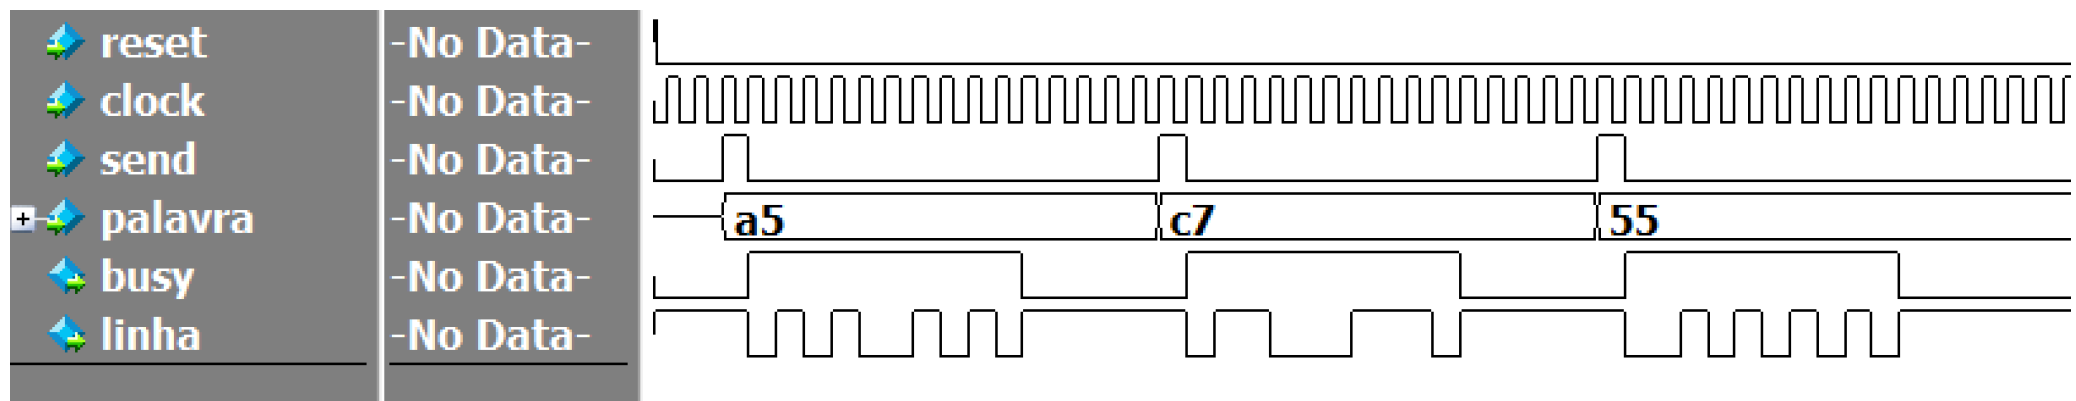 reset -No Data-
clock -No Data-
send -No Data-
palavra -No Data- a5 c7 55
busy -No Data-
linha -No Data-